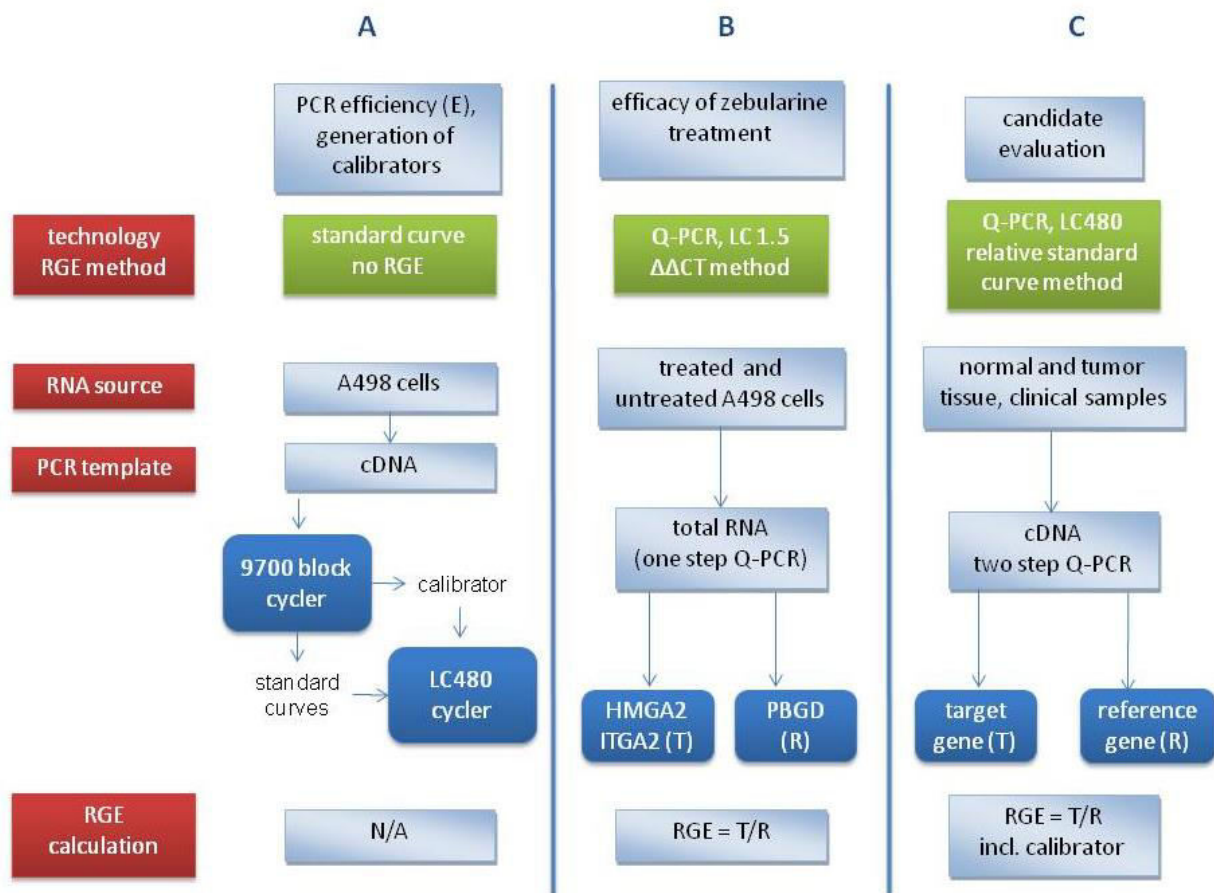 A
B
C
PCR efficiency (E),
generation of
calibrators
efficacy of zebularine
treatment
candidate
evaluation
technology
RGE method
standard curve
no RGE
Q-PCR, LC 1.5
ΔΔCT method
Q-PCR, LC480
relative standard
curve method
RNA source
A498 cells
treated and
untreated A498 cells
normal and tumor
tissue, clinical samples
PCR template
cDNA
total RNA
(one step Q-PCR)
cDNA
two step Q-PCR
9700 block
cycler
calibrator
standard
curves
LC480
cycler
HMGA2
ITGA2 (T)
PBGD
(R)
target
gene (T)
reference
gene (R)
RGE
calculation
N/A
RGE = T/R
RGE = T/R
incl. calibrator